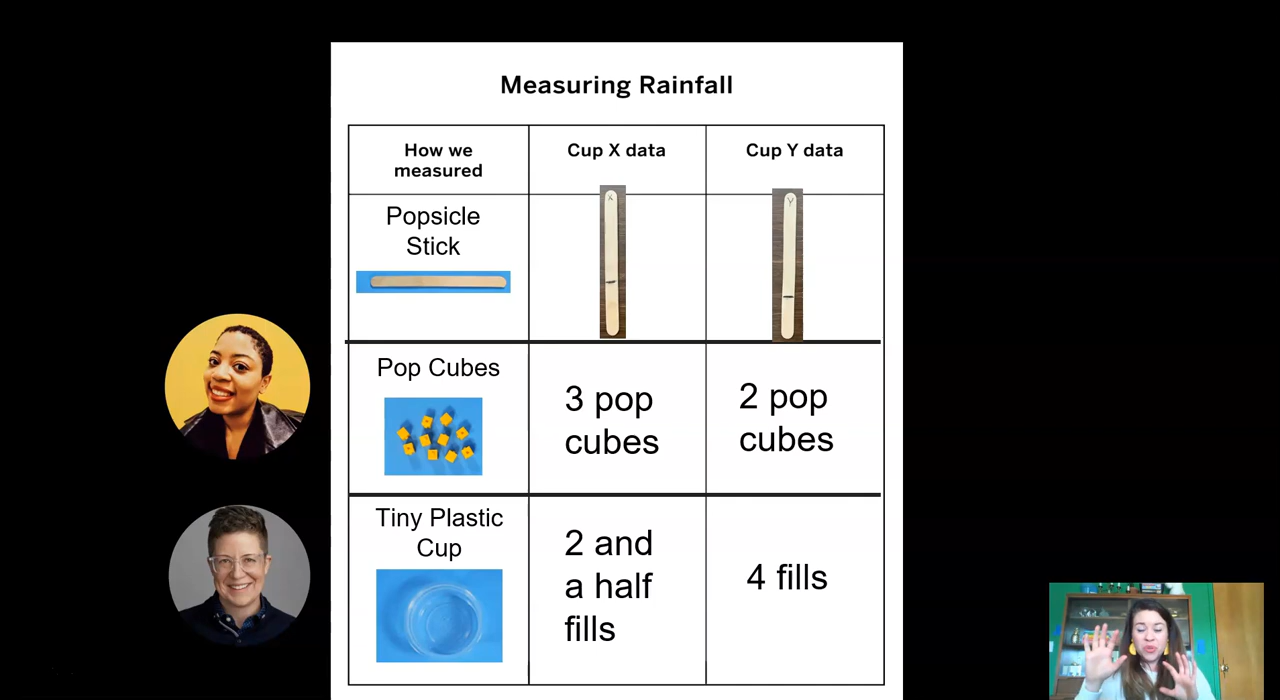 Measuring Rainfall
How we
measured
Cup X data
Cup Y data
Popsicle
Stick
X
Y
Pop Cubes
3 pop
cubes
2 pop
cubes
Tiny Plastic
Cup
2 and
a half
fills
4 fills